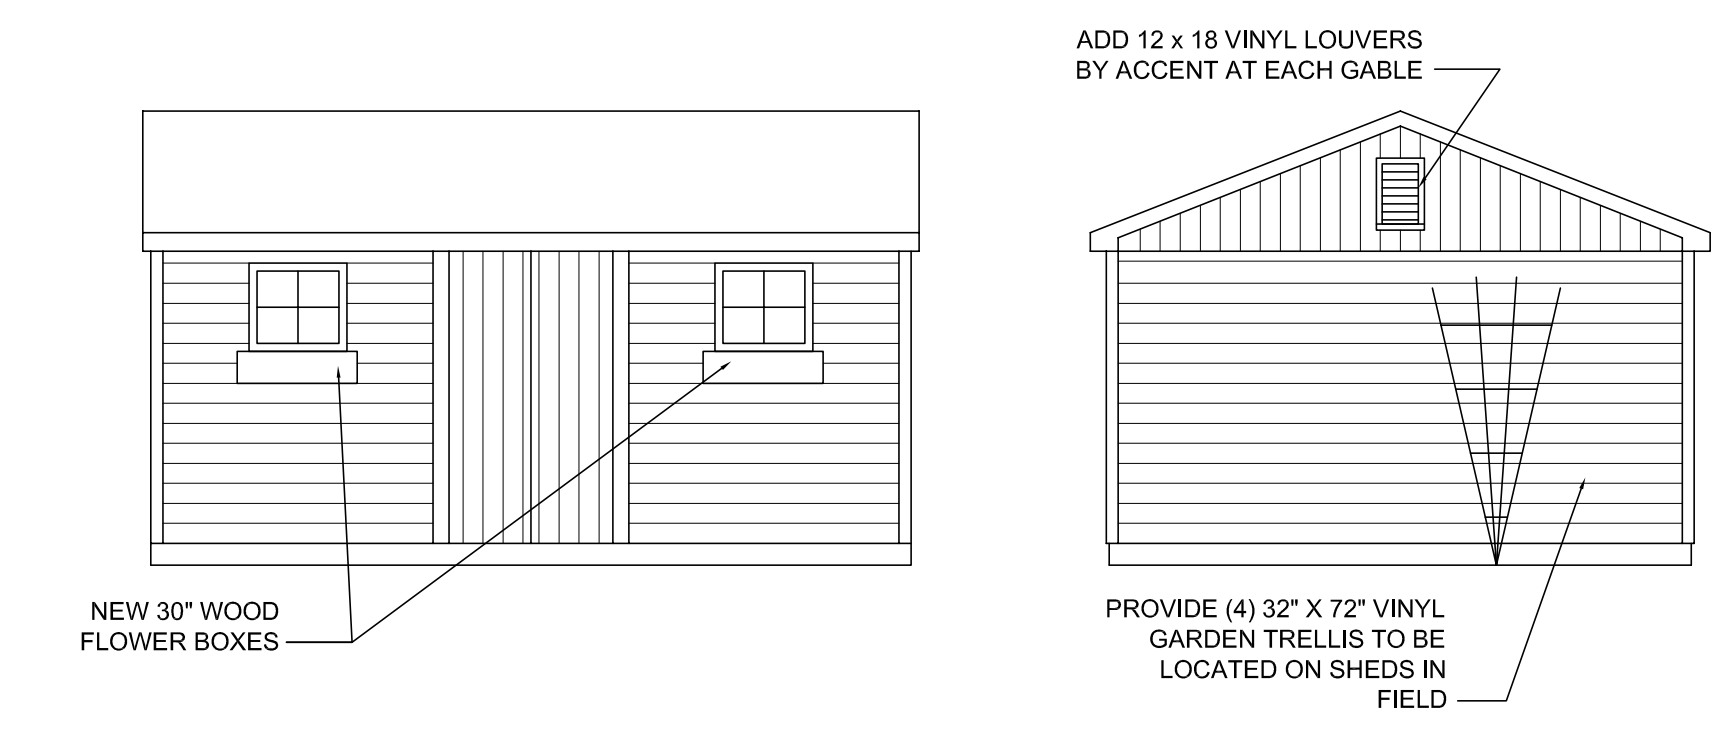 ADD 12 x 18 VINYL LOUVERS
BY ACCENT AT EACH GABLE
NEW 30" WOOD
FLOWER BOXES
PROVIDE (4) 32" X 72" VINYL
GARDEN TRELLIS TO BE
LOCATED ON SHEDS IN
FIELD